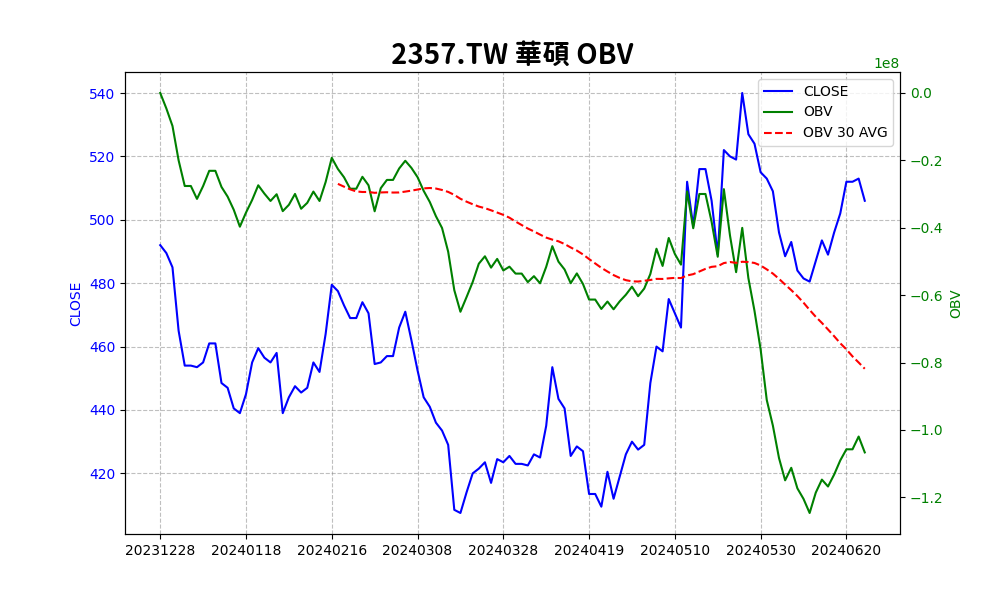 2357.TW 華碩 OBV
1e8
CLOSE
OBV
OBV 30 AVG
540
520
500
480
460
440
420
CLOSE
0.0
−0.2
−0.4
−0.6
−0.8
−1.0
−1.2
OBV
20231228 20240118 20240216 20240308 20240328 20240419 20240510 20240530 20240620